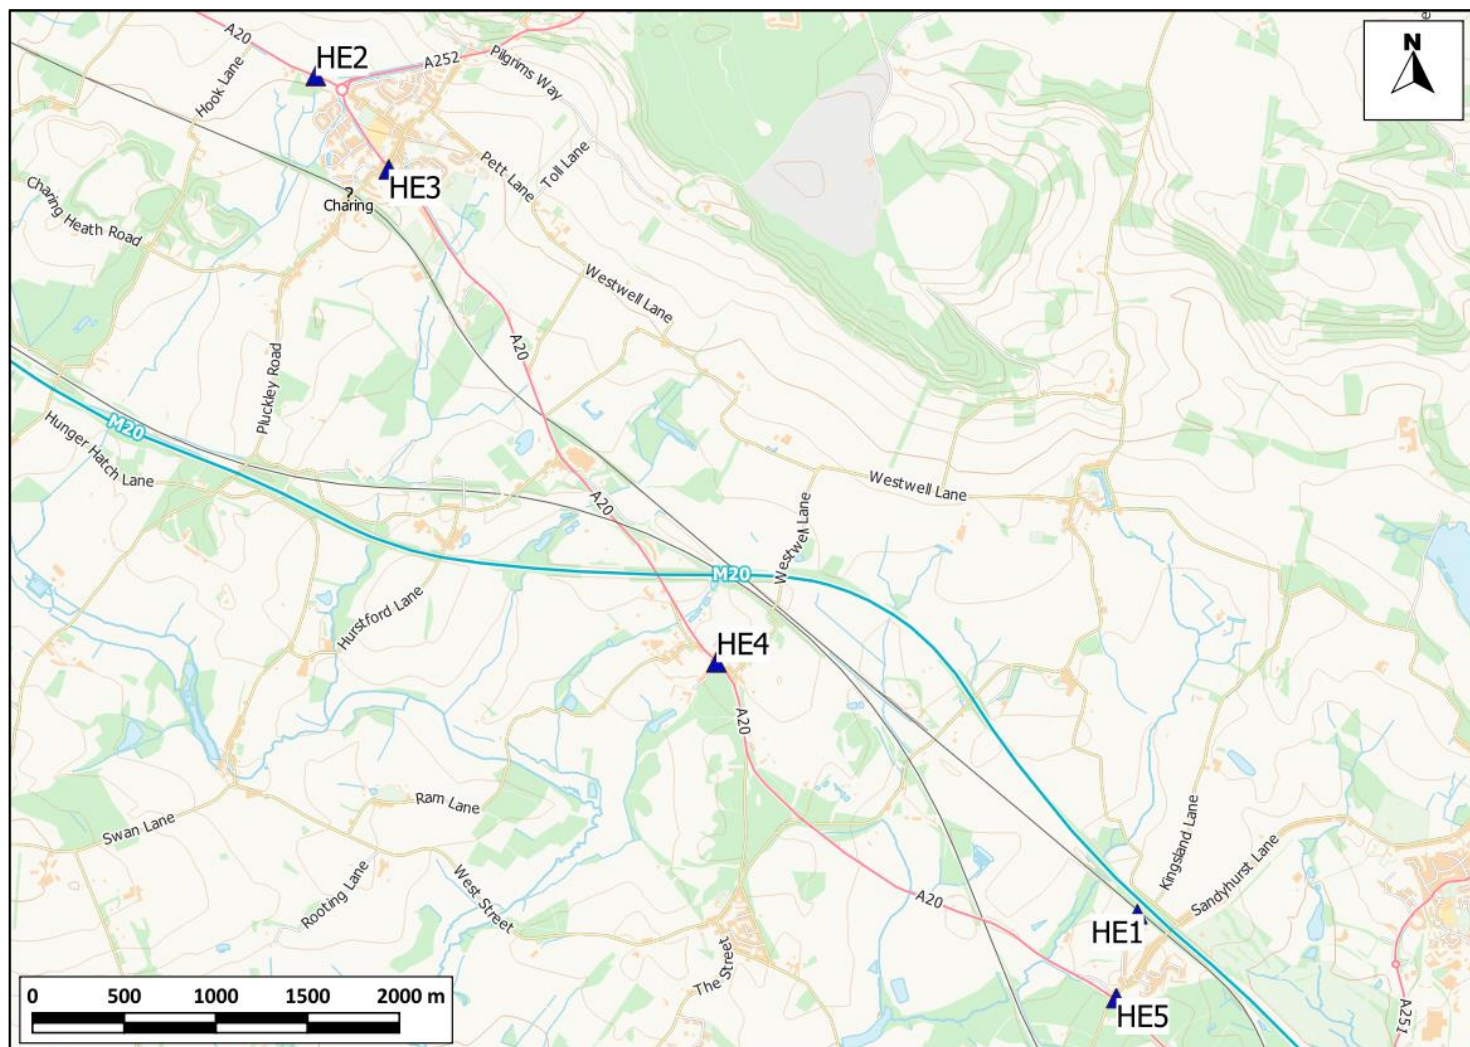 A20
HE2
A252
Pilgrims Way
N
Hook Lane
Pett Lane
Toll Lane
HE3
?
Charing
Charing Heath Road
Westwell Lane
A20
Pluckley Road
M20
Hunger Hatch Lane
A20
Westwell Lane
Westwell Lane
M20
Hurstford Lane
HE4
A20
Ram Lane
Swan Lane
Kingsland Lane
Sandyhurst Lane
Rooting Lane
West Street
A20
HE1
The Street
HE5
A251
0 500 1000 1500 2000 m